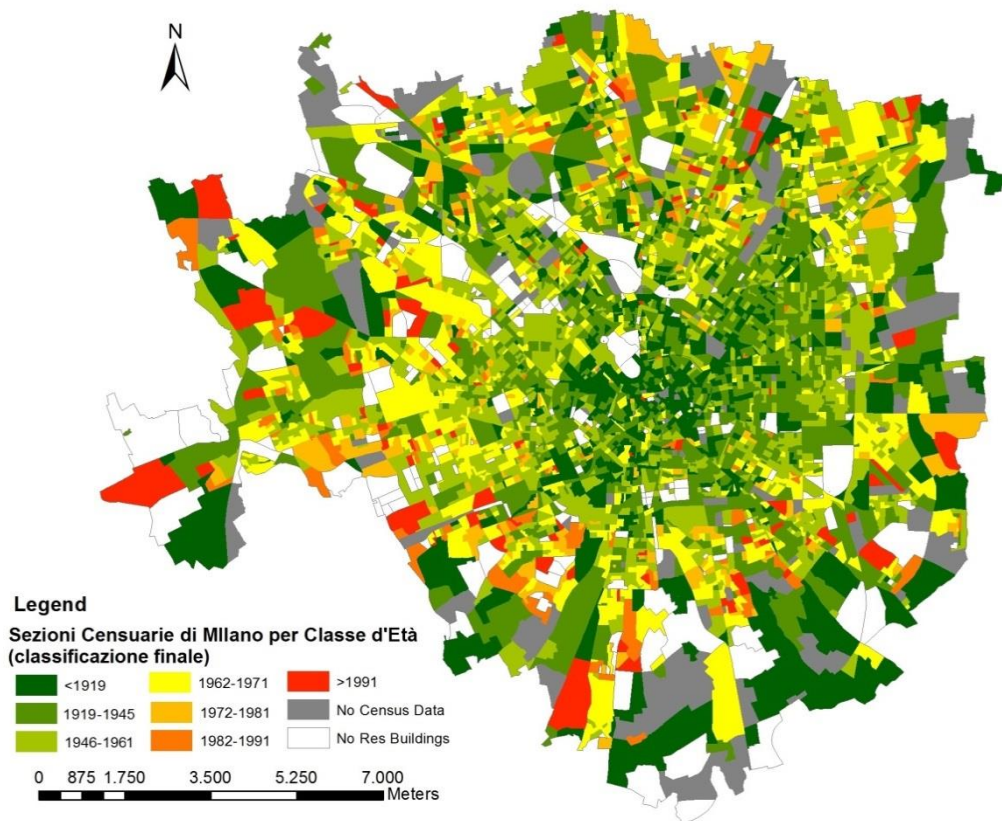 N
Legend
Sezioni Censuarie di MIlano per Classe d'Età
(classificazione finale)
<1919 1962-1971 >1991
1919-1945 1972-1981 No Census Data
1946-1961 1982-1991 No Res Buildings
0 875 1.750 3.500 5.250 7.000
Meters